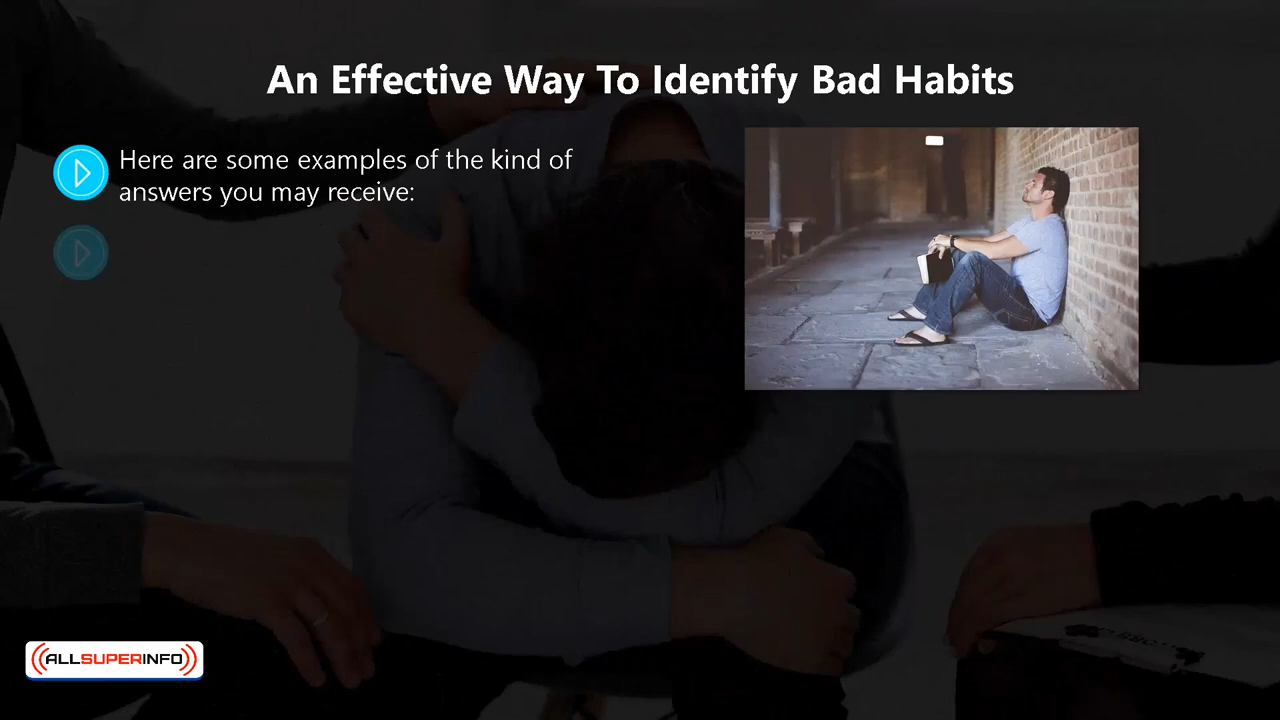 An Effective Way To Identify Bad Habits
Here are some examples of the kind of
answers you may receive:
ALLSUPERINFO